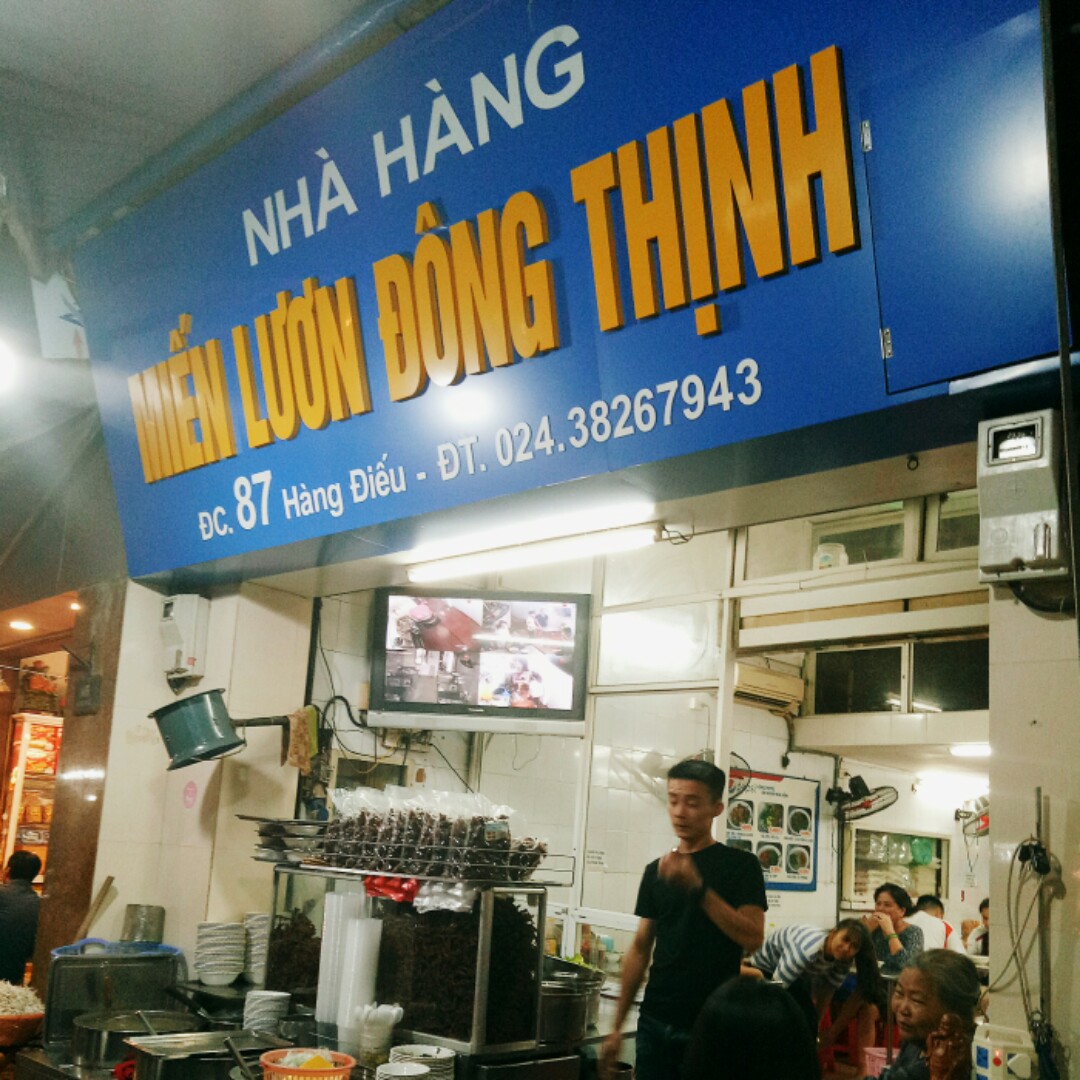 NHÀ HÀNG
MIẾN LƯƠN ĐÔNG THỊNH
ĐC. 87 Hàng Điếu - ĐT. 024.38267943